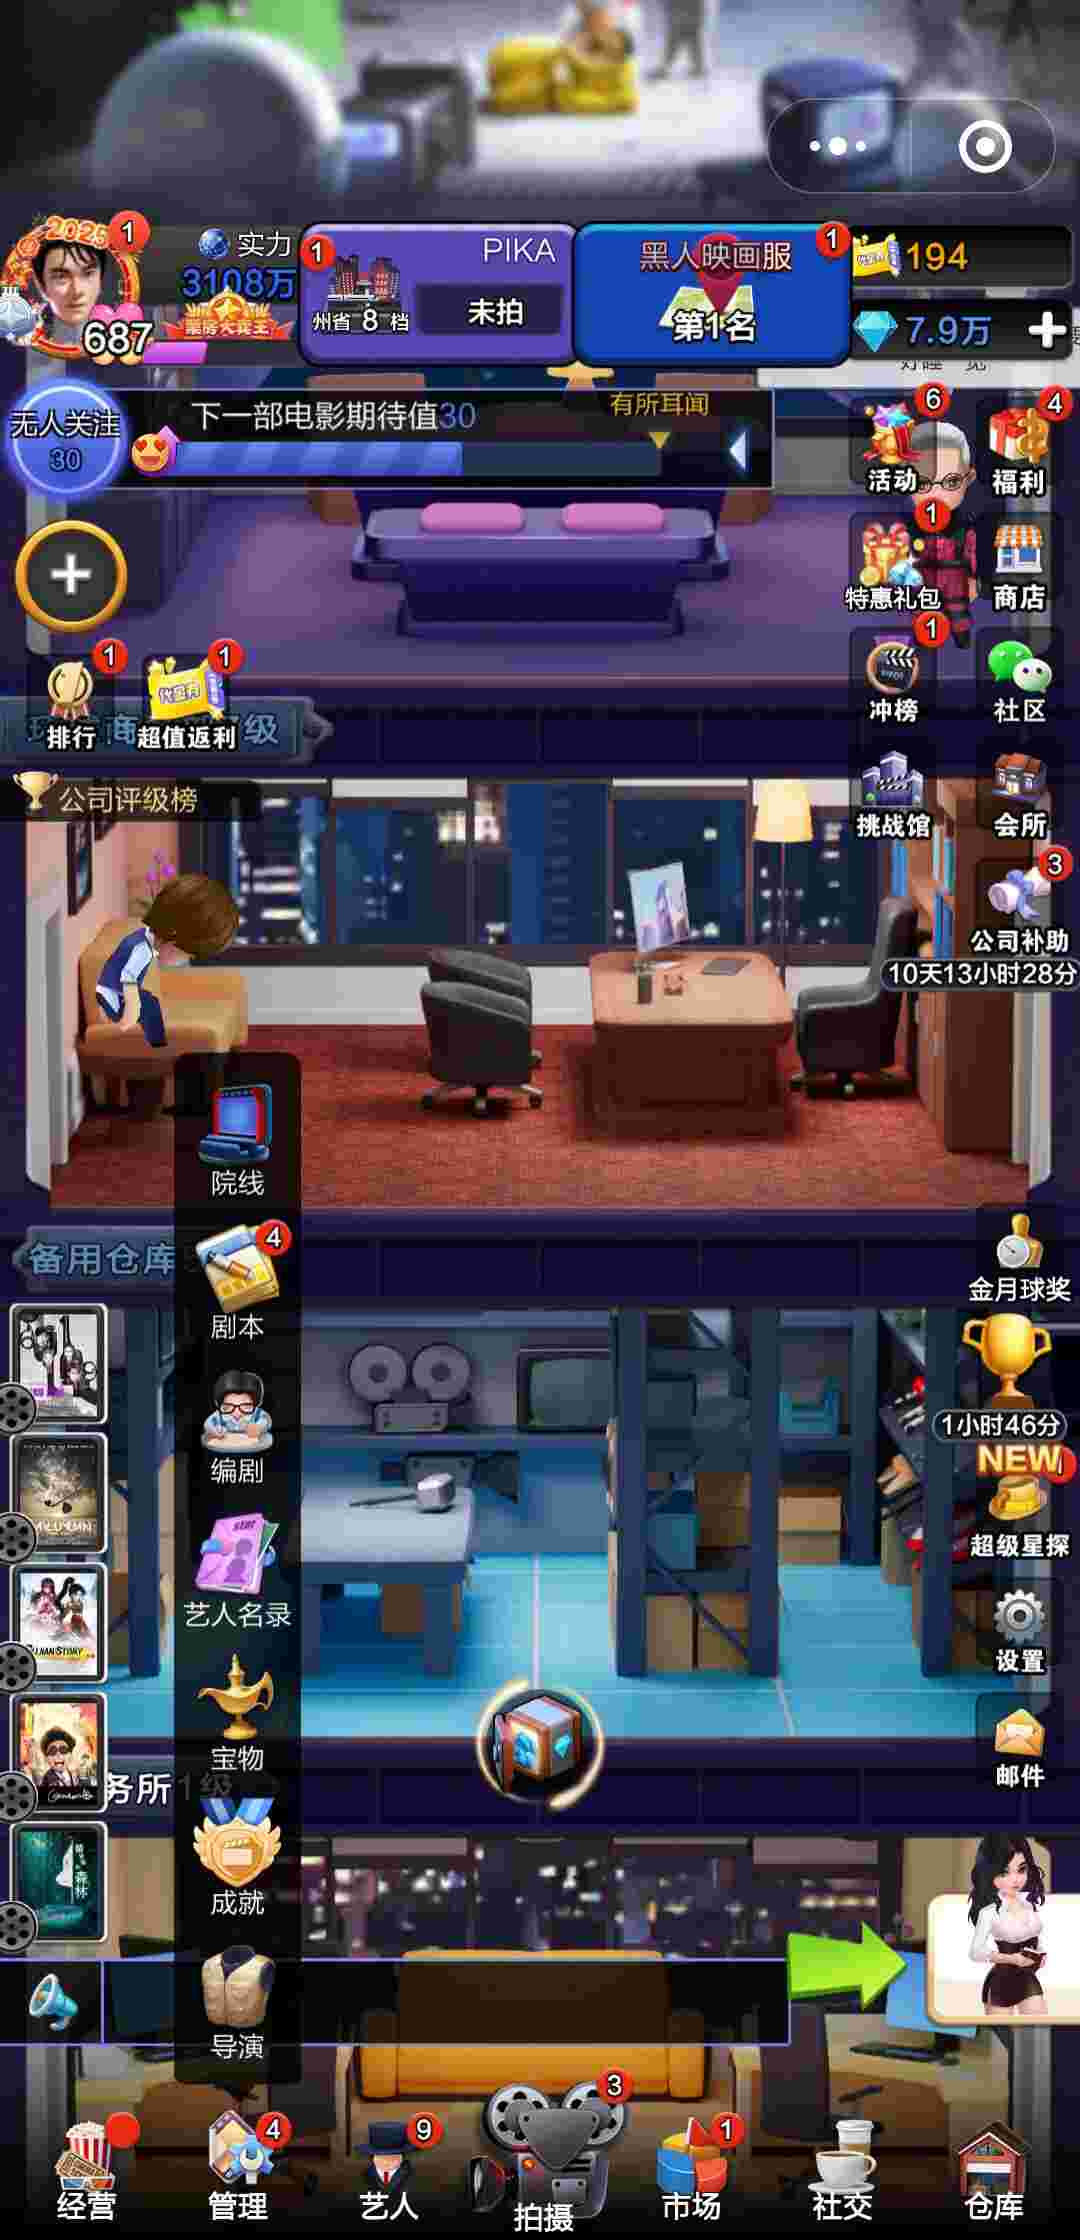 2025
1
实力
3108万
票房大真王
687
1
PIKA
州省 8 档
未拍
黑人映画服
1
第1名
194
7.9万
无人关注
30
下一部电影期待值30
有所耳闻
6
活动
4
福利
1
特惠礼包
商店
1
冲榜
社区
1
排行
1
超值返利
商
级
公司评级榜
挑战馆
会所
3
公司补助
10天13小时28分
院线
备用仓库
4
剧本
编剧
艺人名录
宝物
务所1级
成就
导演
金月球奖
1小时46分
NEW
超级星探
设置
邮件
森林
经营
4
管理
9
艺人
3
拍摄
1
市场
社交
仓库